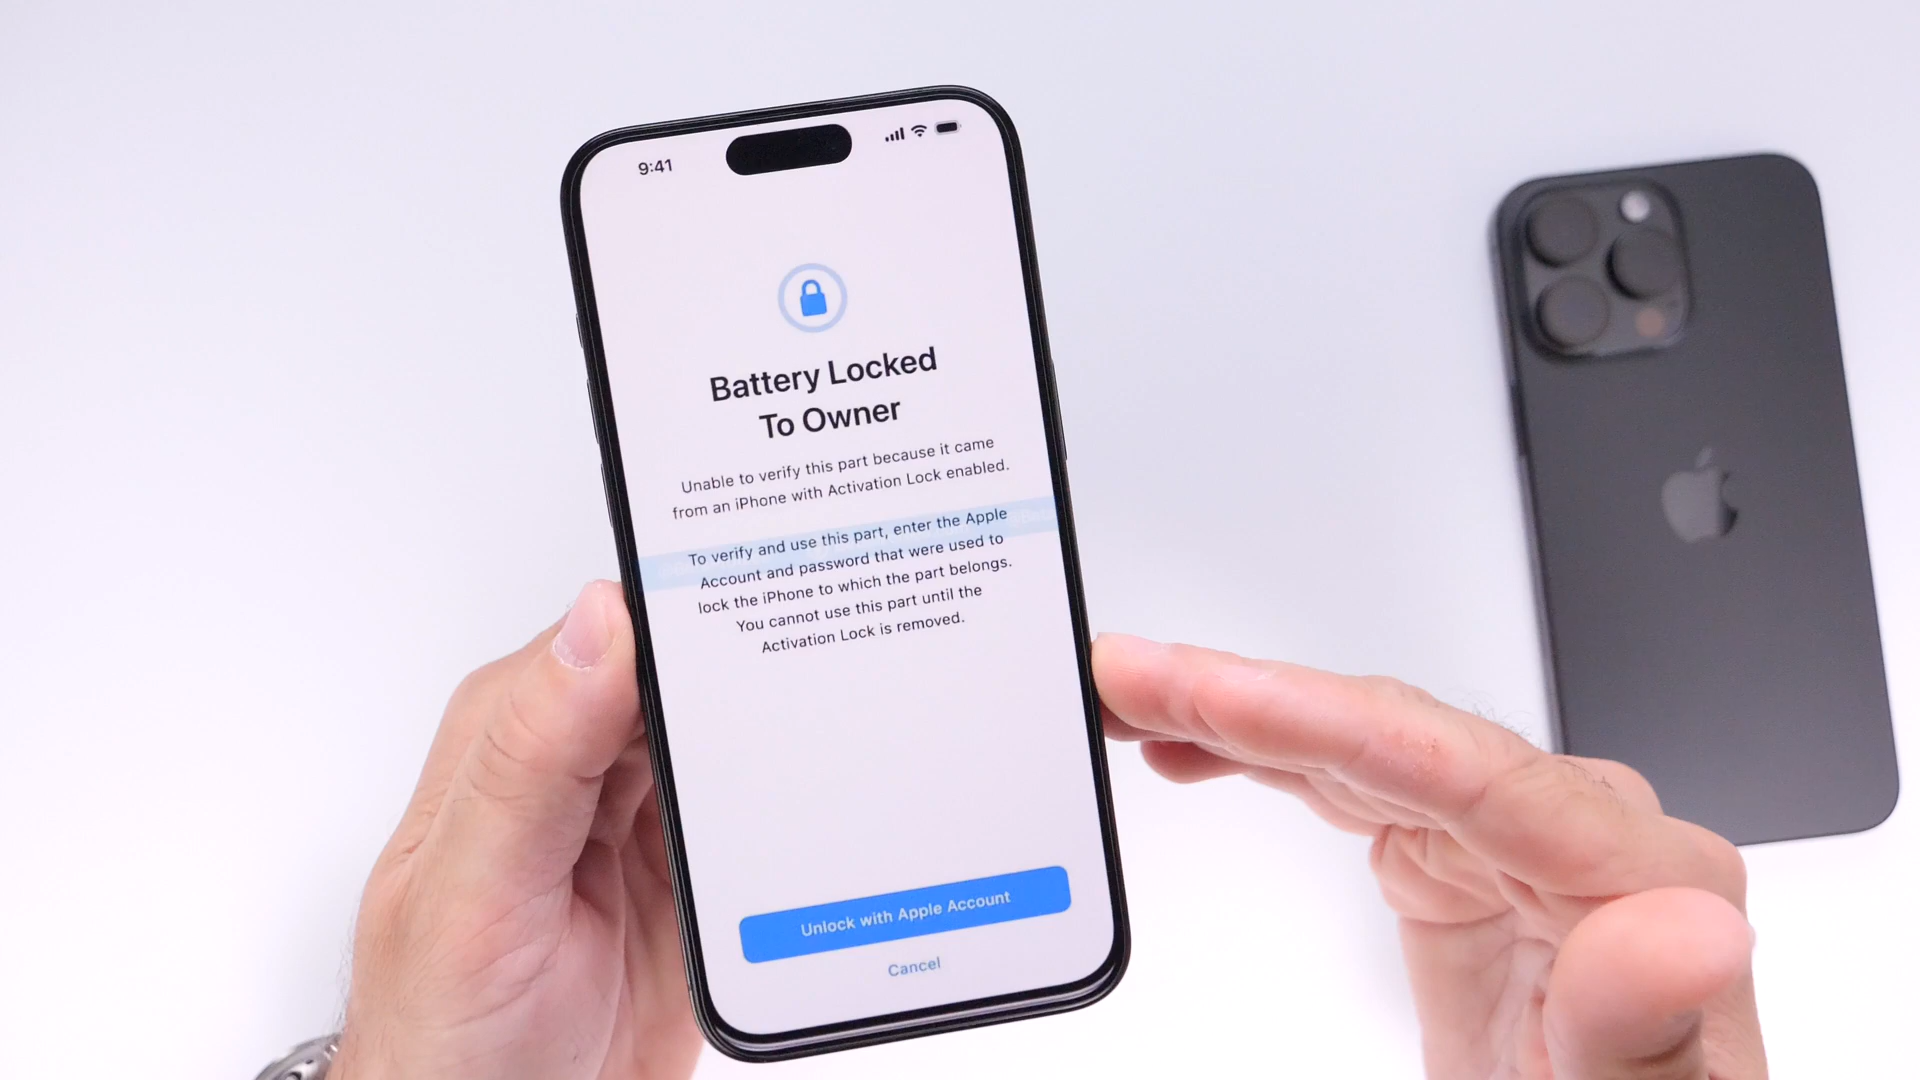 9:41
Battery Locked
To Owner
Unable to verify this part because it came
from an iPhone with Activation Lock enabled.
To verify and use this part, enter the Apple
Account and password that were used to
lock the iPhone to which the part belongs.
You cannot use this part until the
Activation Lock is removed.
Unlock with Apple Account
Cancel